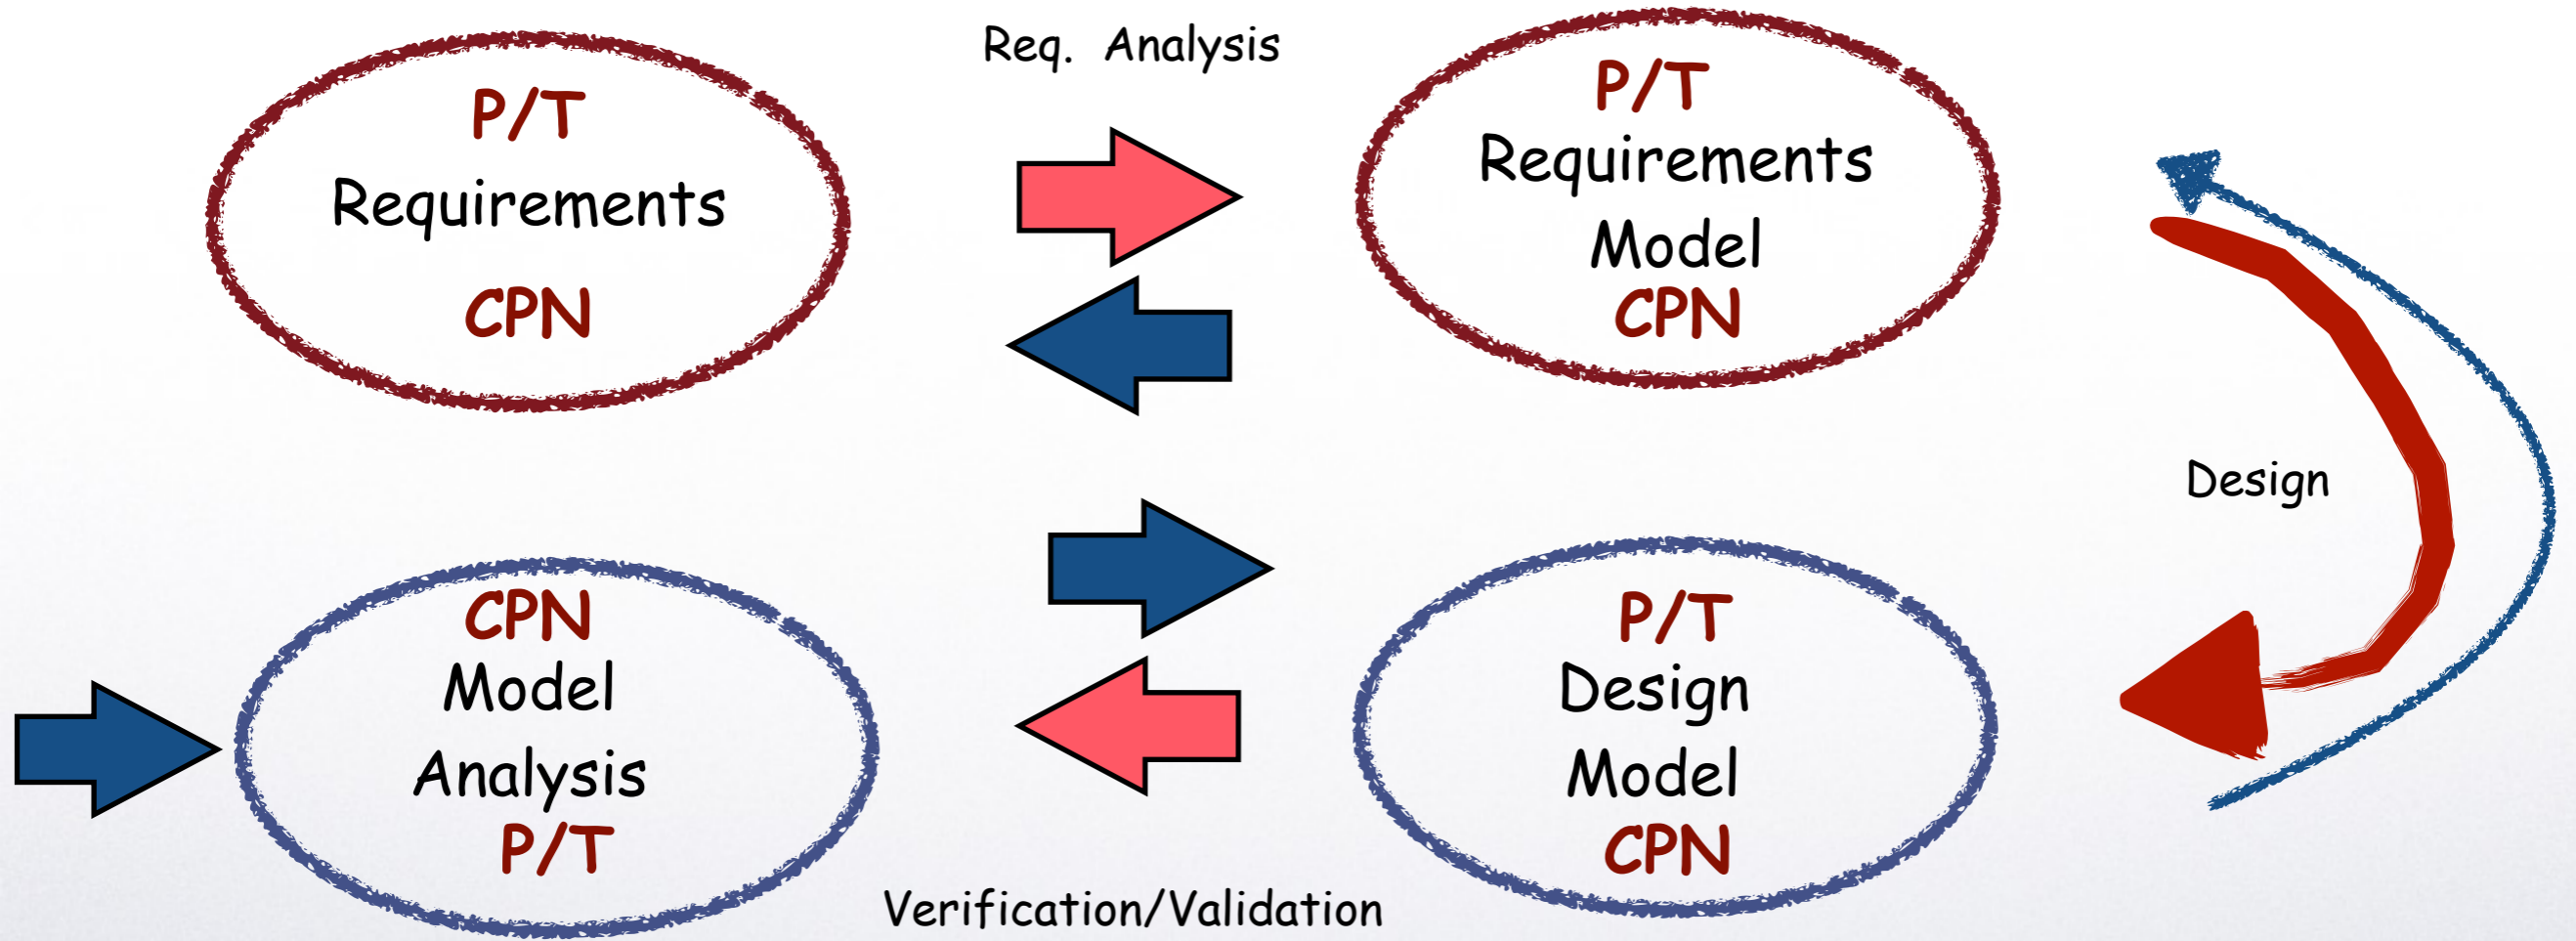 P/T
Requirements
CPN
Req. Analysis
P/T
Requirements
Model
CPN
Design
CPN
Model
Analysis
P/T
Verification/Validation
P/T
Design
Model
CPN